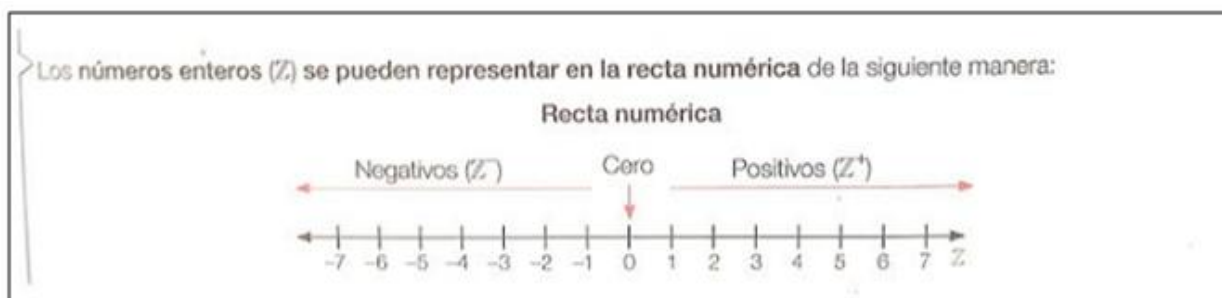 Los números enteros (ℤ) se pueden representar en la recta numérica de la siguiente manera:
Recta numérica
Negativos (ℤ⁻) Cero Positivos (ℤ⁺)
-7 -6 -5 -4 -3 -2 -1 0 1 2 3 4 5 6 7 ℤ